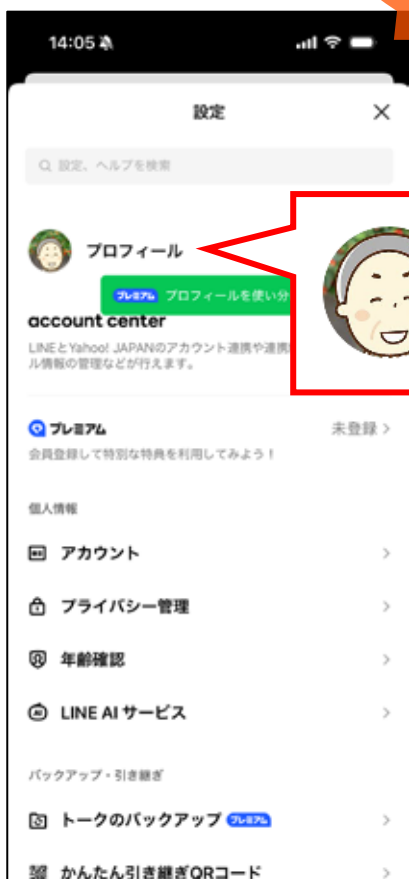 14:05
設定
設定、ヘルプを検索
プロフィール
プレミアム プロフィールを使い分
account center
LINEとYahoo! JAPANのアカウント連携や連携
ル情報の管理などが行えます。
プレミアム 未登録
会員登録して特別な特典を利用してみよう！
個人情報
アカウント
プライバシー管理
年齢確認
LINE AI サービス
バックアップ・引き継ぎ
トークのバックアップ プレミアム
かんたん引き継ぎQRコード